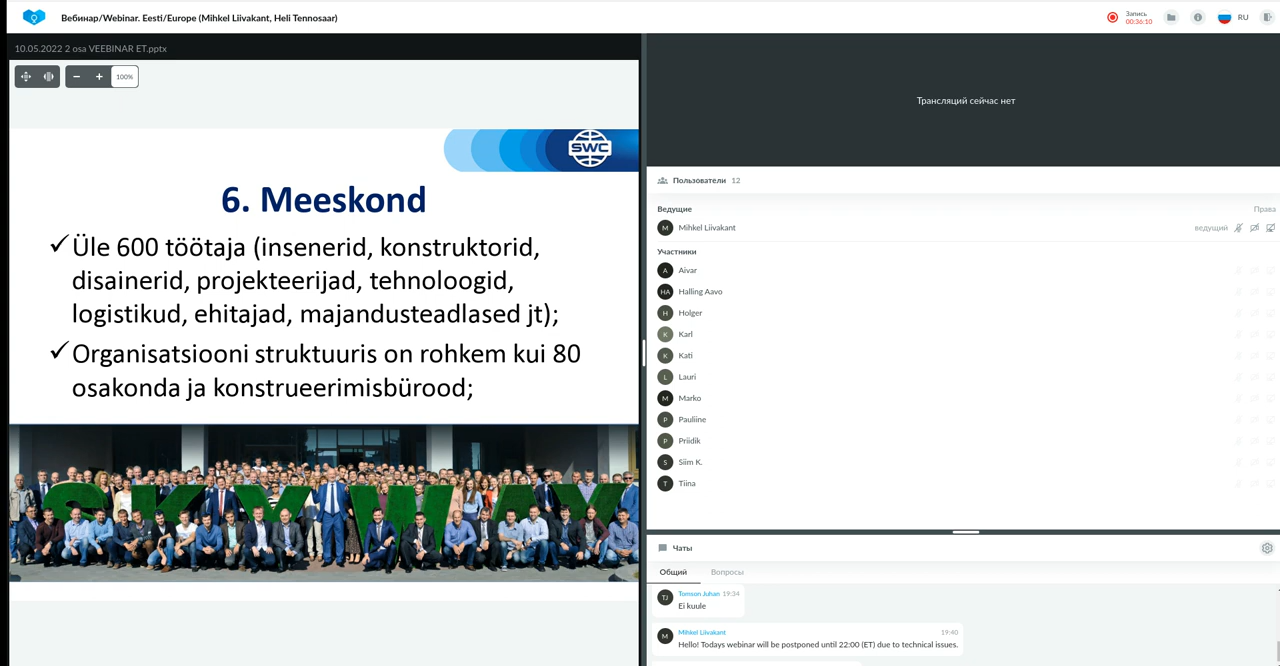 Вебинар/Webinar. Eesti/Europe (Mihkel Liivakant, Heli Tennosaar)
Запись
00:36:10
RU
10.05.2022 2 osa VEEBINAR ET.pptx
100%
SWC
6. Meeskond
Üle 600 töötaja (insenerid, konstruktorid,
disainerid, projekteerijad, tehnoloogid,
logistikud, ehitajad, majandusteadlased jt);
Organisatsiooni struktuuris on rohkem kui 80
osakonda ja konstrueerimisbürood;
SKYWAY
Трансляций сейчас нет
Пользователи 12
Ведущие Права
M Mihkel Liivakant ведущий
Участники
A Aivar
HA Halling Aavo
H Holger
K Karl
K Kati
L Lauri
M Marko
P Pauliine
P Priidik
S Siim K.
T Tiina
Чаты
Общий Вопросы
TJ Tomson Juhan 19:34
Ei kuule
M Mihkel Liivakant 19:40
Hello! Todays webinar will be postponed until 22:00 (ET) due to technical issues.